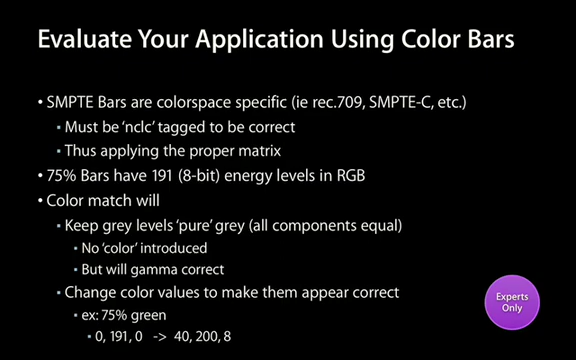 Evaluate Your Application Using Color Bars
• SMPTE Bars are colorspace specific (ie rec.709, SMPTE-C, etc.)
▪ Must be ‘nclc’ tagged to be correct
▪ Thus applying the proper matrix
• 75% Bars have 191 (8-bit) energy levels in RGB
• Color match will
▪ Keep grey levels ‘pure’ grey (all components equal)
▪ No ‘color’ introduced
▪ But will gamma correct
▪ Change color values to make them appear correct
▪ ex: 75% green
▪ 0, 191, 0 -> 40, 200, 8
Experts
Only